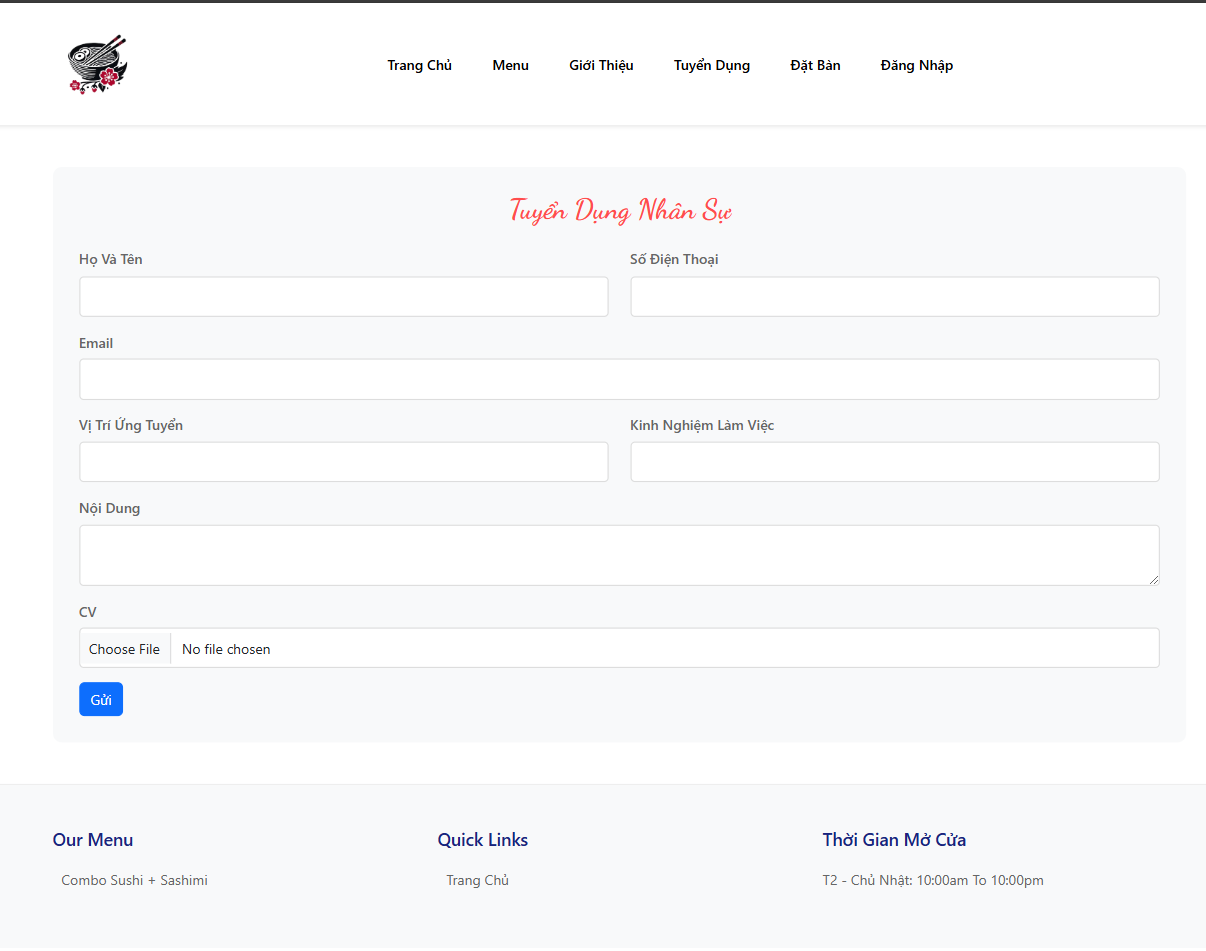 Trang Chủ Menu Giới Thiệu Tuyển Dụng Đặt Bàn Đăng Nhập
Tuyển Dụng Nhân Sự
Họ Và Tên Số Điện Thoại
Email
Vị Trí Ứng Tuyển Kinh Nghiệm Làm Việc
Nội Dung
CV
Choose File No file chosen
Gửi
Our Menu Quick Links Thời Gian Mở Cửa
Combo Sushi + Sashimi Trang Chủ T2 - Chủ Nhật: 10:00am To 10:00pm